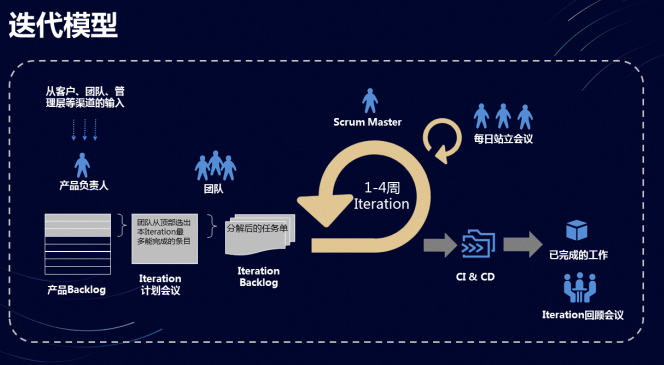 迭代模型
从客户、团队、管
理层等渠道的输入
产品负责人
团队
Scrum Master
每日站立会议
1-4周
Iteration
团队从顶部选出
本Iteration最
多能完成的条目
分解后的任务单
产品Backlog
Iteration
计划会议
Iteration
Backlog
CI & CD
已完成的工作
Iteration回顾会议